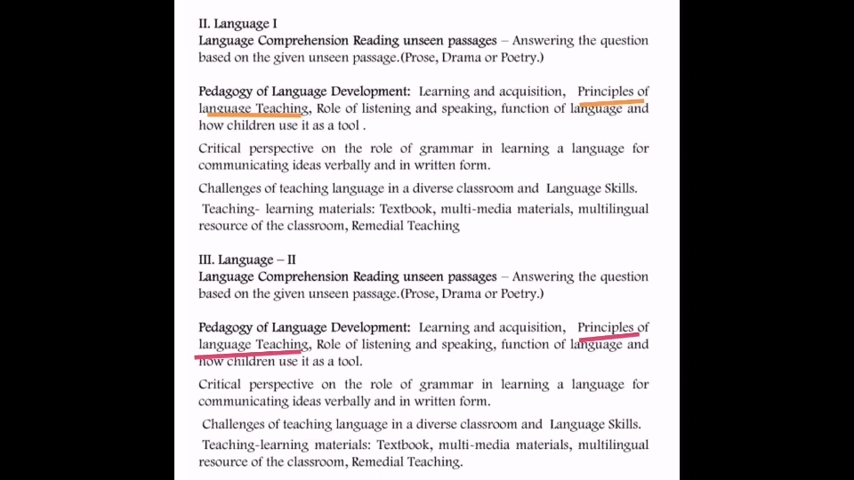 II. Language I
Language Comprehension Reading unseen passages – Answering the question
based on the given unseen passage.(Prose, Drama or Poetry.)
Pedagogy of Language Development: Learning and acquisition, Principles of
language Teaching, Role of listening and speaking, function of language and
how children use it as a tool .
Critical perspective on the role of grammar in learning a language for
communicating ideas verbally and in written form.
Challenges of teaching language in a diverse classroom and Language Skills.
Teaching- learning materials: Textbook, multi-media materials, multilingual
resource of the classroom, Remedial Teaching
III. Language – II
Language Comprehension Reading unseen passages – Answering the question
based on the given unseen passage.(Prose, Drama or Poetry.)
Pedagogy of Language Development: Learning and acquisition, Principles of
language Teaching, Role of listening and speaking, function of language and
how children use it as a tool.
Critical perspective on the role of grammar in learning a language for
communicating ideas verbally and in written form.
Challenges of teaching language in a diverse classroom and Language Skills.
Teaching-learning materials: Textbook, multi-media materials, multilingual
resource of the classroom, Remedial Teaching.